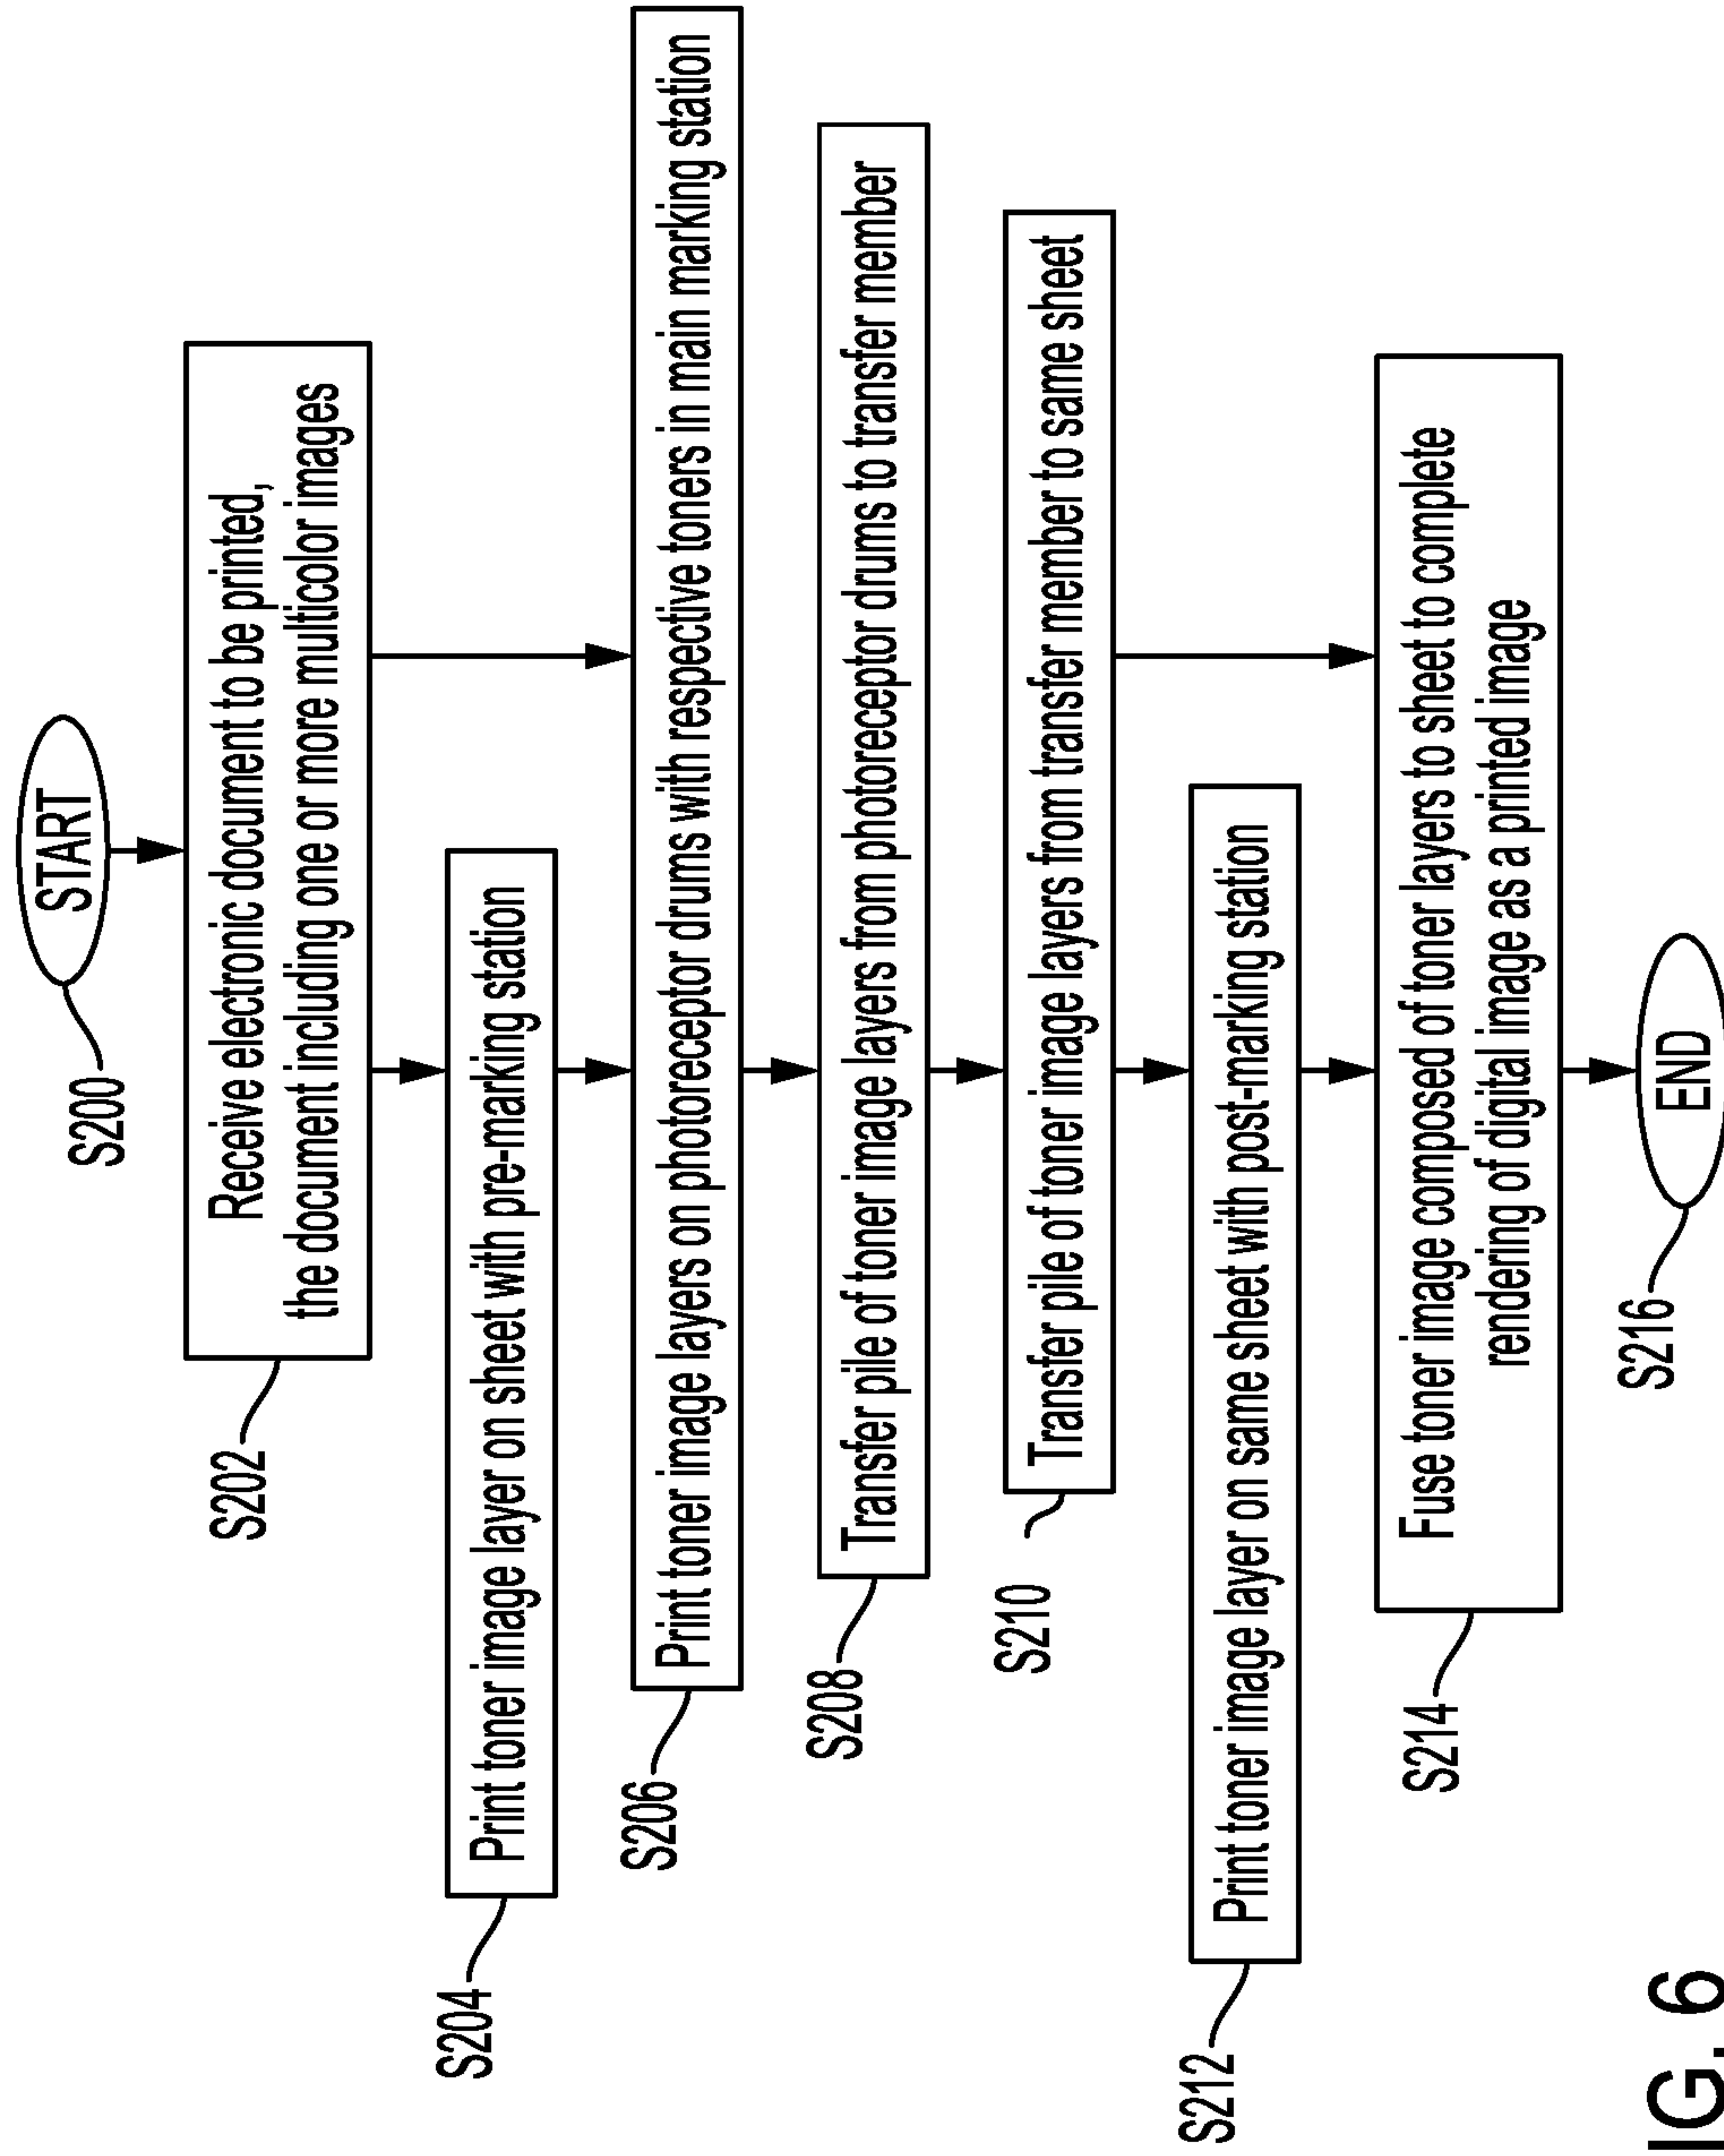 START
S200
Receive electronic document to be printed,
the document including one or more multicolor images
S202
Print toner image layer on sheet with pre-marking station
S204
Print toner image layers on photoreceptor drums with respective toners in main marking station
S206
Transfer pile of toner image layers from photoreceptor drums to transfer member
S208
Transfer pile of toner image layers from transfer member to same sheet
S210
Print toner image layer on same sheet with post-marking station
S212
Fuse toner image composed of toner layers to sheet to complete
rendering of digital image as a printed image
S214
END
S216
IG. 6